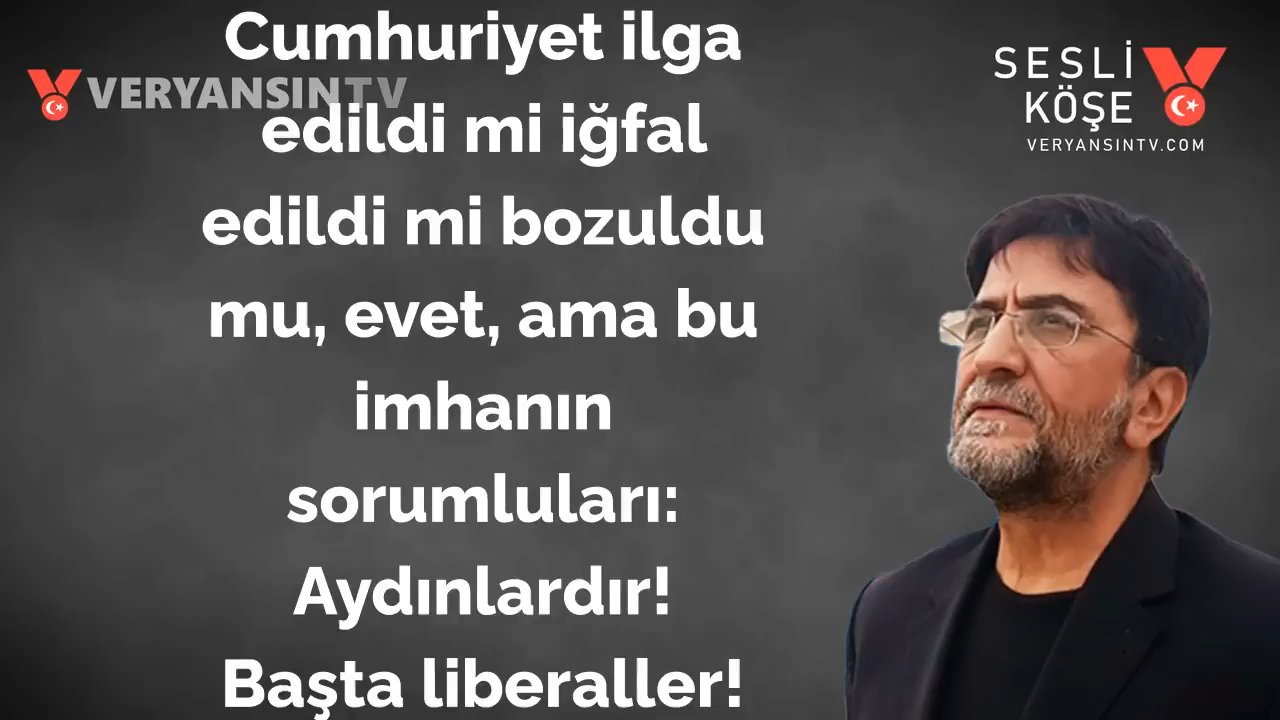 Cumhuriyet ilga
edildi mi iğfal
edildi mi bozuldu
mu, evet, ama bu
imhanın
sorumluları:
Aydınlardır!
Başta liberaller!
VERYANSINTV
SESLİ
KÖŞE
VERYANSINTV.COM